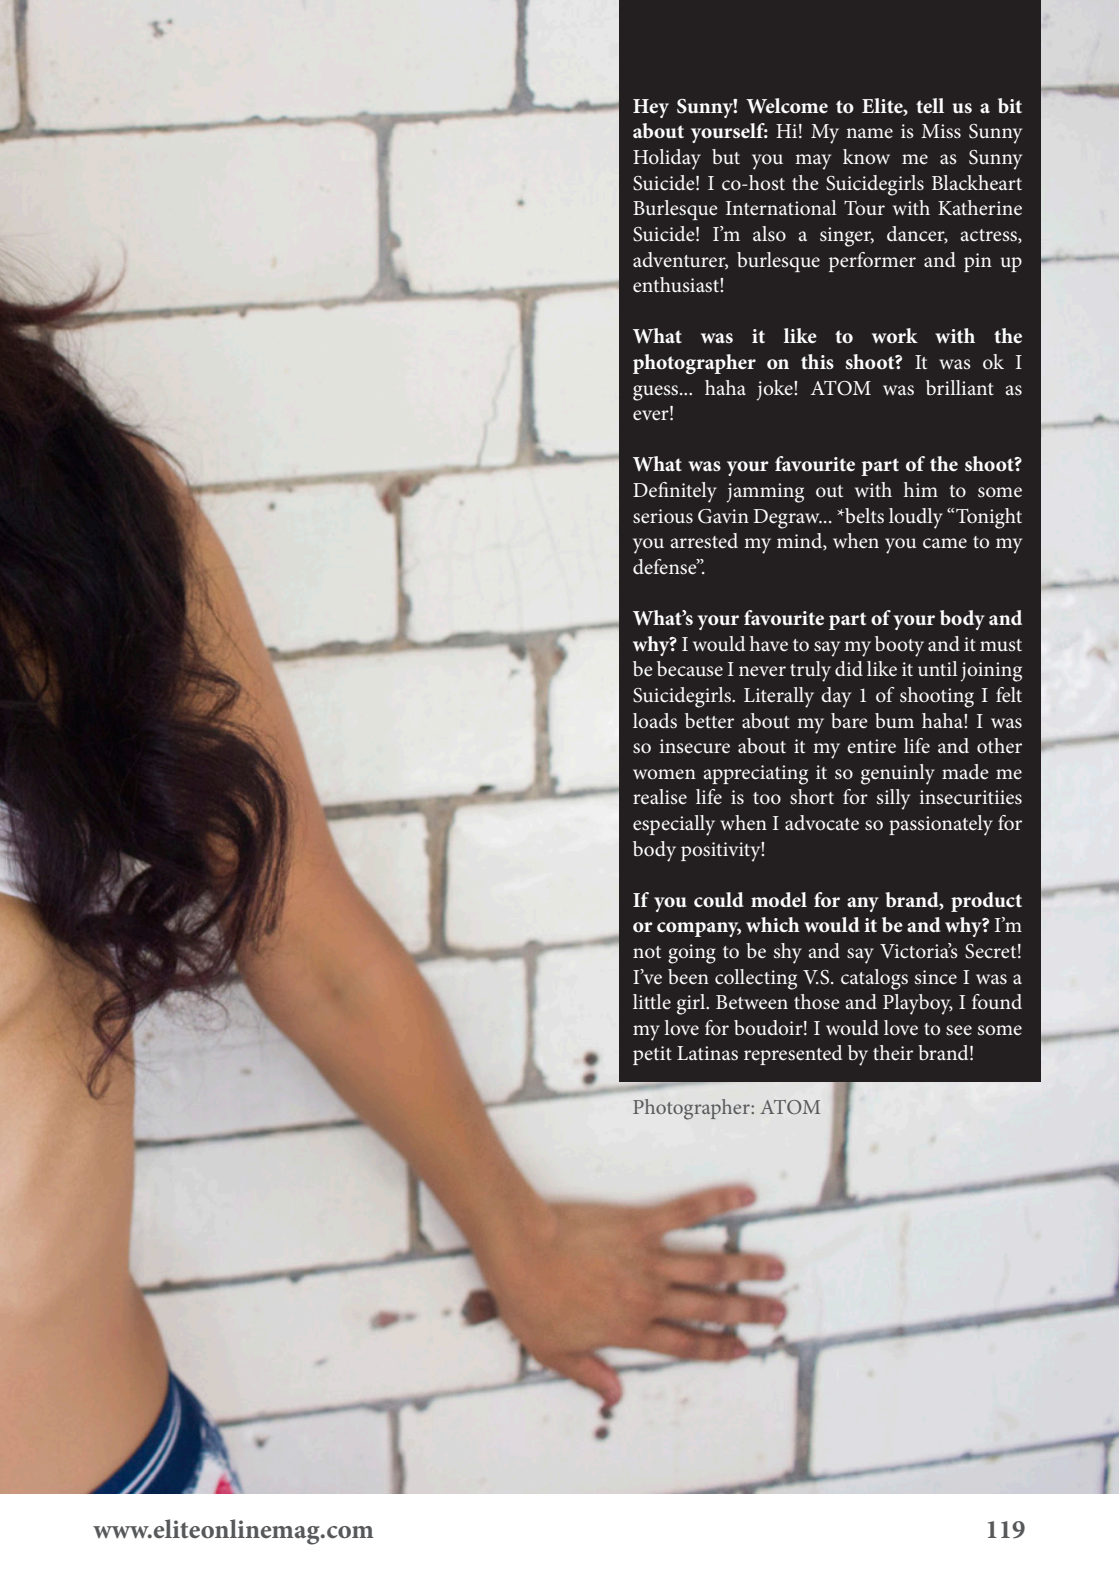 Hey Sunny! Welcome to Elite, tell us a bit
about yourself: Hi! My name is Miss Sunny
Holiday but you may know me as Sunny
Suicide! I co-host the Suicidegirls Blackheart
Burlesque International Tour with Katherine
Suicide! I’m also a singer, dancer, actress,
adventurer, burlesque performer and pin up
enthusiast!
What was it like to work with the
photographer on this shoot? It was ok I
guess... haha joke! ATOM was brilliant as
ever!
What was your favourite part of the shoot?
Definitely jamming out with him to some
serious Gavin Degraw... *belts loudly “Tonight
you arrested my mind, when you came to my
defense”.
What’s your favourite part of your body and
why? I would have to say my booty and it must
be because I never truly did like it until joining
Suicidegirls. Literally day 1 of shooting I felt
loads better about my bare bum haha! I was
so insecure about it my entire life and other
women appreciating it so genuinely made me
realise life is too short for silly insecuritiies
especially when I advocate so passionately for
body positivity!
If you could model for any brand, product
or company, which would it be and why? I’m
not going to be shy and say Victoria’s Secret!
I’ve been collecting V.S. catalogs since I was a
little girl. Between those and Playboy, I found
my love for boudoir! I would love to see some
petit Latinas represented by their brand!
Photographer: ATOM
www.eliteonlinemag.com
119